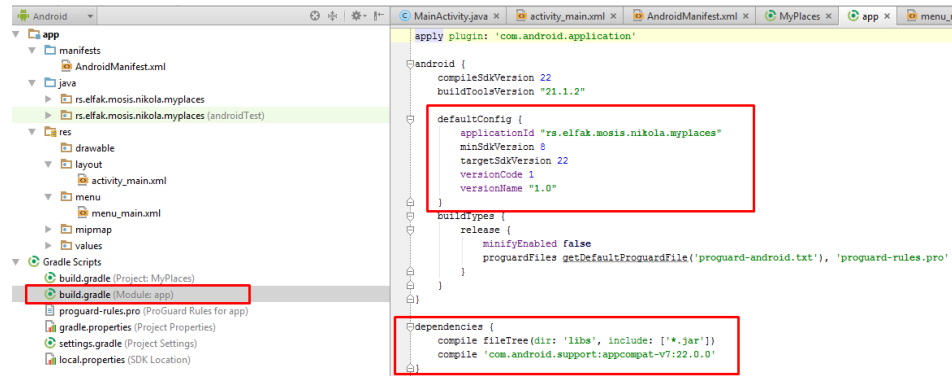 Android
app
manifests
AndroidManifest.xml
java
rs.elfak.mosis.nikola.myplaces
rs.elfak.mosis.nikola.myplaces (androidTest)
res
drawable
layout
activity_main.xml
menu
menu_main.xml
mipmap
values
Gradle Scripts
build.gradle (Project: MyPlaces)
build.gradle (Module: app)
proguard-rules.pro (ProGuard Rules for app)
gradle.properties (Project Properties)
settings.gradle (Project Settings)
local.properties (SDK Location)
MainActivity.java × activity_main.xml × AndroidManifest.xml × MyPlaces × app × menu_
apply plugin: 'com.android.application'
android {
compileSdkVersion 22
buildToolsVersion "21.1.2"
defaultConfig {
applicationId "rs.elfak.mosis.nikola.myplaces"
minSdkVersion 8
targetSdkVersion 22
versionCode 1
versionName "1.0"
}
buildTypes {
release {
minifyEnabled false
proguardFiles getDefaultProguardFile('proguard-android.txt'), 'proguard-rules.pro'
}
}
}
dependencies {
compile fileTree(dir: 'libs', include: ['*.jar'])
compile 'com.android.support:appcompat-v7:22.0.0'
}